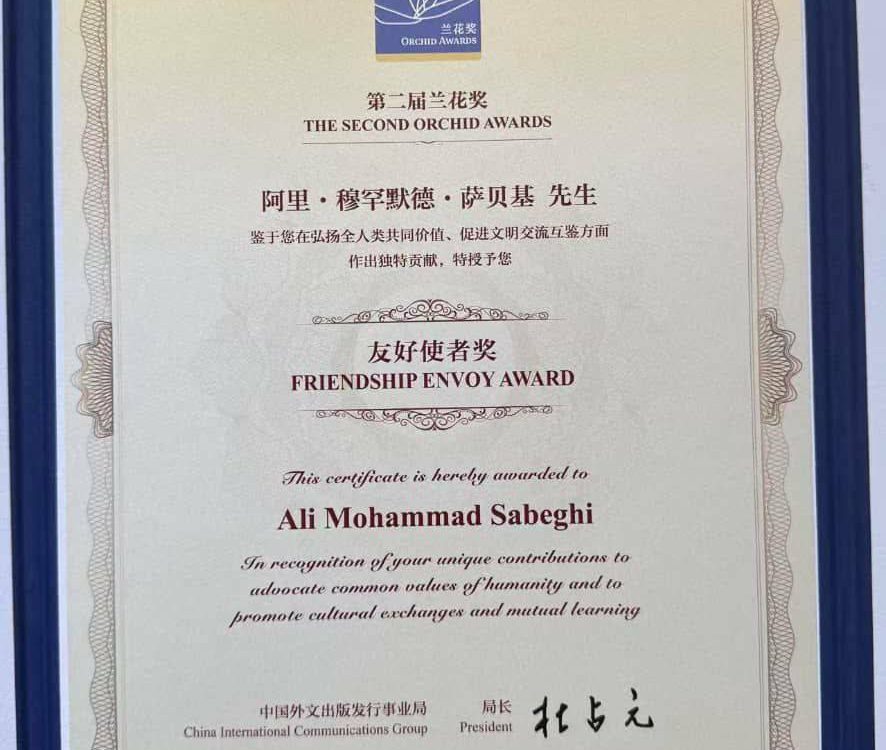 兰花奖
ORCHID AWARDS
第二届兰花奖
THE SECOND ORCHID AWARDS
阿里·穆罕默德·萨贝基 先生
鉴于您在弘扬全人类共同价值、促进文明交流互鉴方面
作出独特贡献，特授予您
友好使者奖
FRIENDSHIP ENVOY AWARD
This certificate is hereby awarded to
Ali Mohammad Sabeghi
In recognition of your unique contributions to
advocate common values of humanity and to
promote cultural exchanges and mutual learning
中国外文出版发行事业局 局长 杜占元
China International Communications Group President